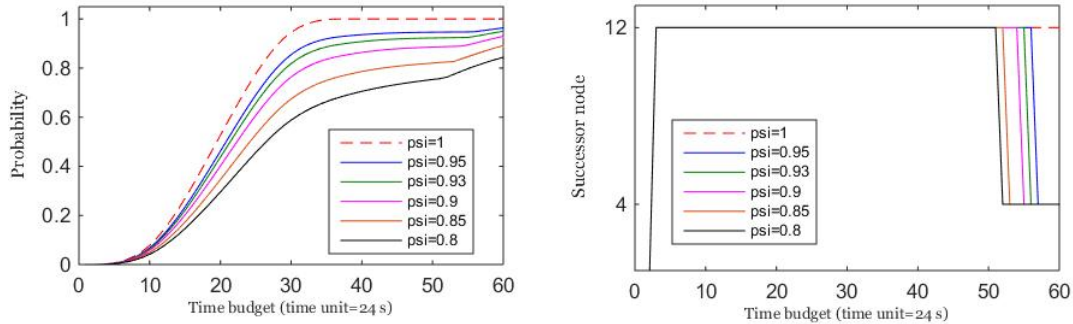 Probability
1
0.8
0.6
0.4
0.2
0
psi=1
psi=0.95
psi=0.93
psi=0.9
psi=0.85
psi=0.8
0 10 20 30 40 50 60
Time budget (time unit=24 s)
Successor node
12
4
psi=1
psi=0.95
psi=0.93
psi=0.9
psi=0.85
psi=0.8
0 10 20 30 40 50 60
Time budget (time unit=24 s)